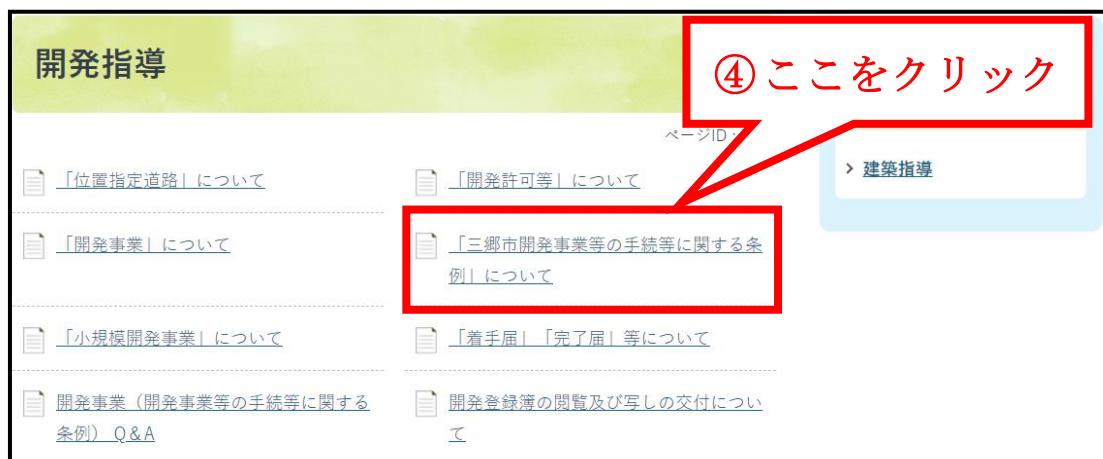 開発指導
④ここをクリック
ページID：
「位置指定道路」について
「開発許可等」について
建築指導
「開発事業」について
「三郷市開発事業等の手続等に関する条
例」について
「小規模開発事業」について
「着手届」「完了届」等について
開発事業（開発事業等の手続等に関する
条例） Q&A
開発登録簿の閲覧及び写しの交付につい
て